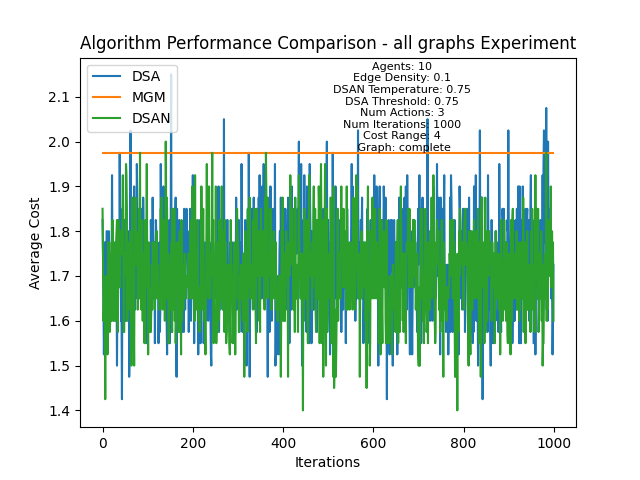 Algorithm Performance Comparison - all graphs Experiment
DSA
MGM
DSAN
Agents: 10
Edge Density: 0.1
DSAN Temperature: 0.75
DSA Threshold: 0.75
Num Actions: 3
Num Iterations: 1000
Cost Range: 4
Graph: complete
Average Cost
2.1
2.0
1.9
1.8
1.7
1.6
1.5
1.4
0
200
400
600
800
1000
Iterations